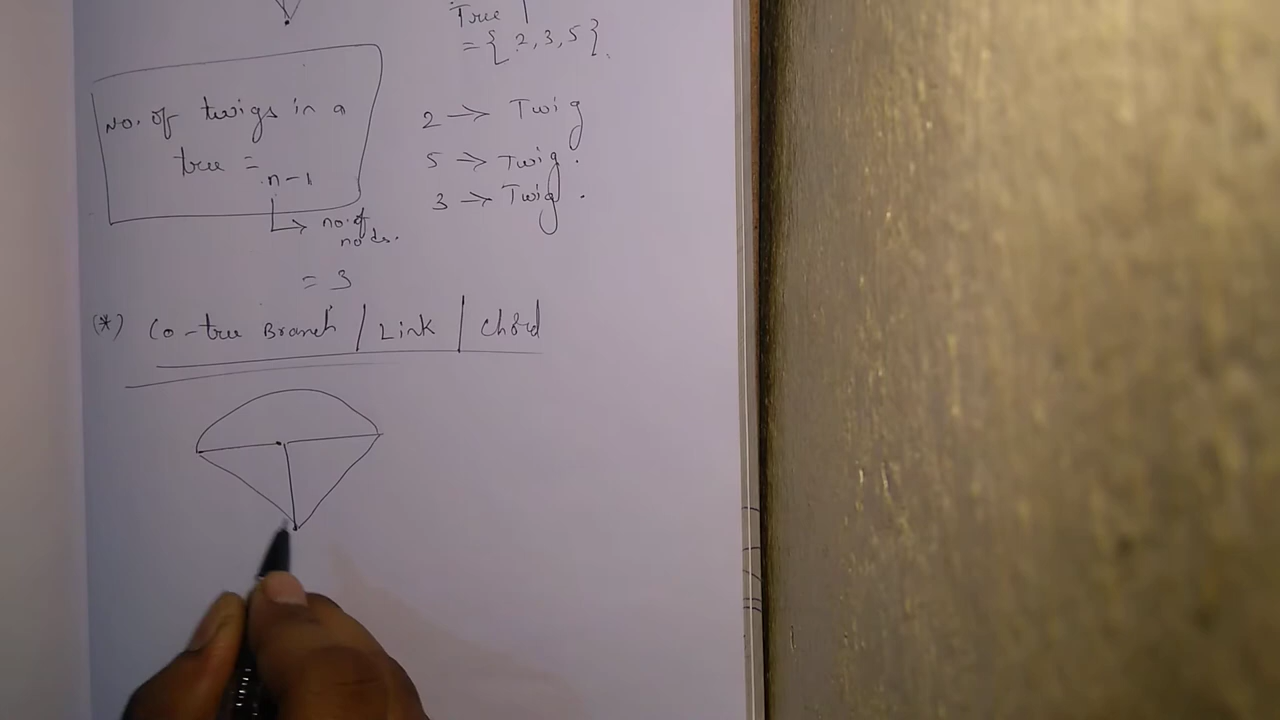 Tree 1
= { 2, 3, 5 }.
No. of twigs in a
tree = n - 1
no. of
nodes.
= 3
2 → Twig
5 → Twig.
3 → Twig.
(*) Co-tree Branch / Link / Chord